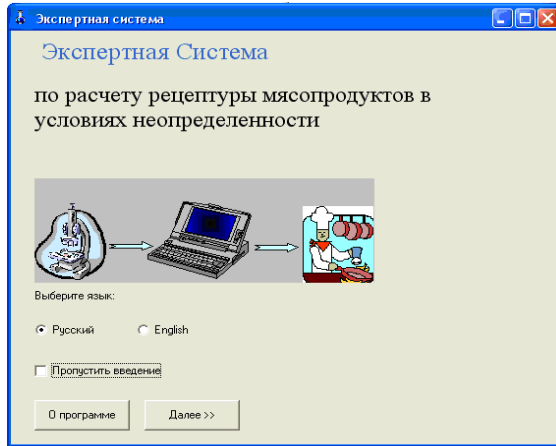 Экспертная система
Экспертная Система
по расчету рецептуры мясопродуктов в
условиях неопределенности
Выберите язык:
Русский English
Пропустить введение
О программе Далее >>